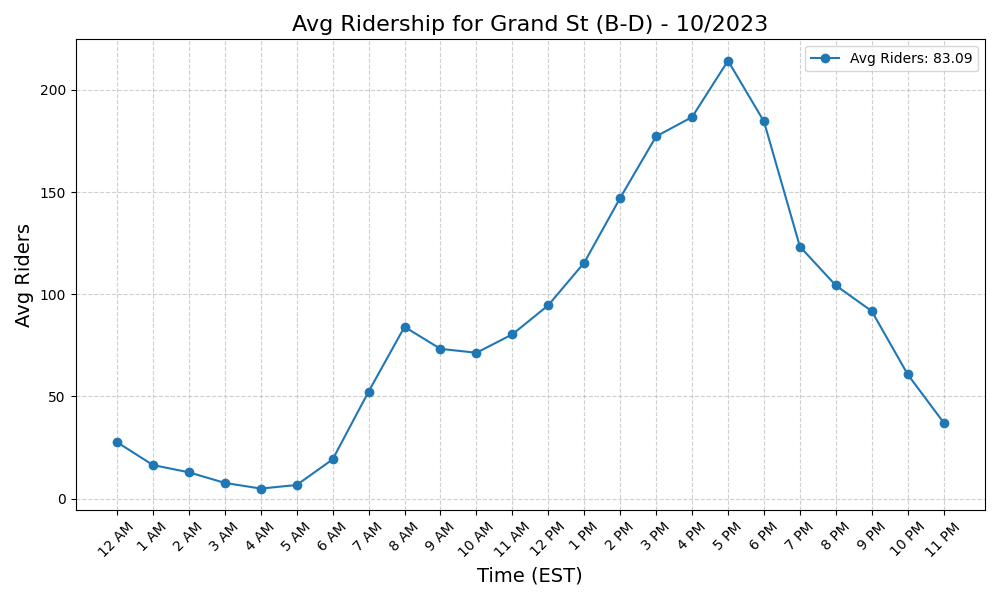 Avg Ridership for Grand St (B-D) - 10/2023
Avg Riders: 83.09
Avg Riders
200
150
100
50
0
12 AM
1 AM
2 AM
3 AM
4 AM
5 AM
6 AM
7 AM
8 AM
9 AM
10 AM
11 AM
12 PM
1 PM
2 PM
3 PM
4 PM
5 PM
6 PM
7 PM
8 PM
9 PM
10 PM
11 PM
Time (EST)